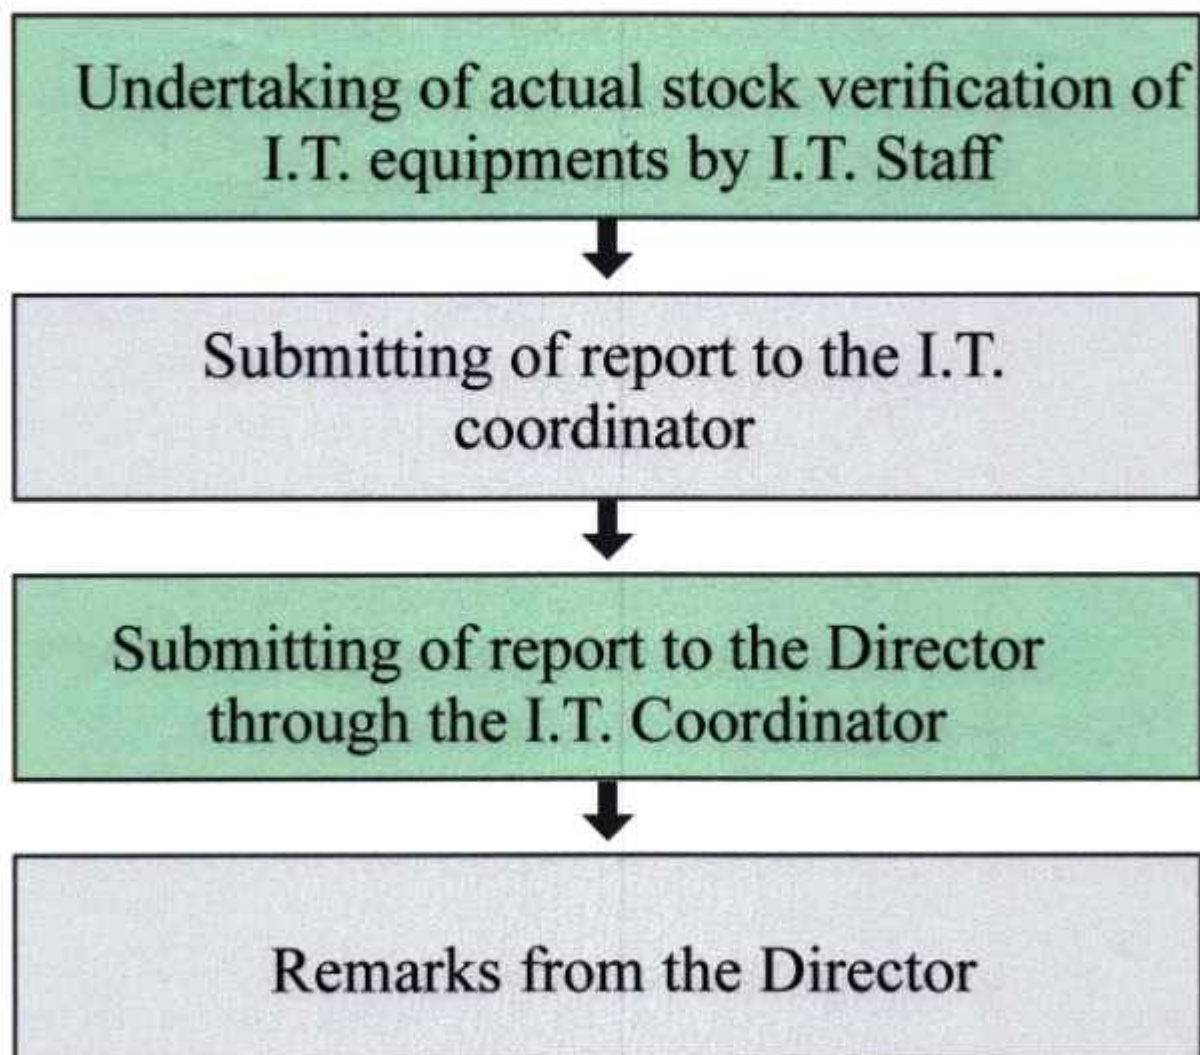 Undertaking of actual stock verification of
I.T. equipments by I.T. Staff
Submitting of report to the I.T.
coordinator
Submitting of report to the Director
through the I.T. Coordinator
Remarks from the Director